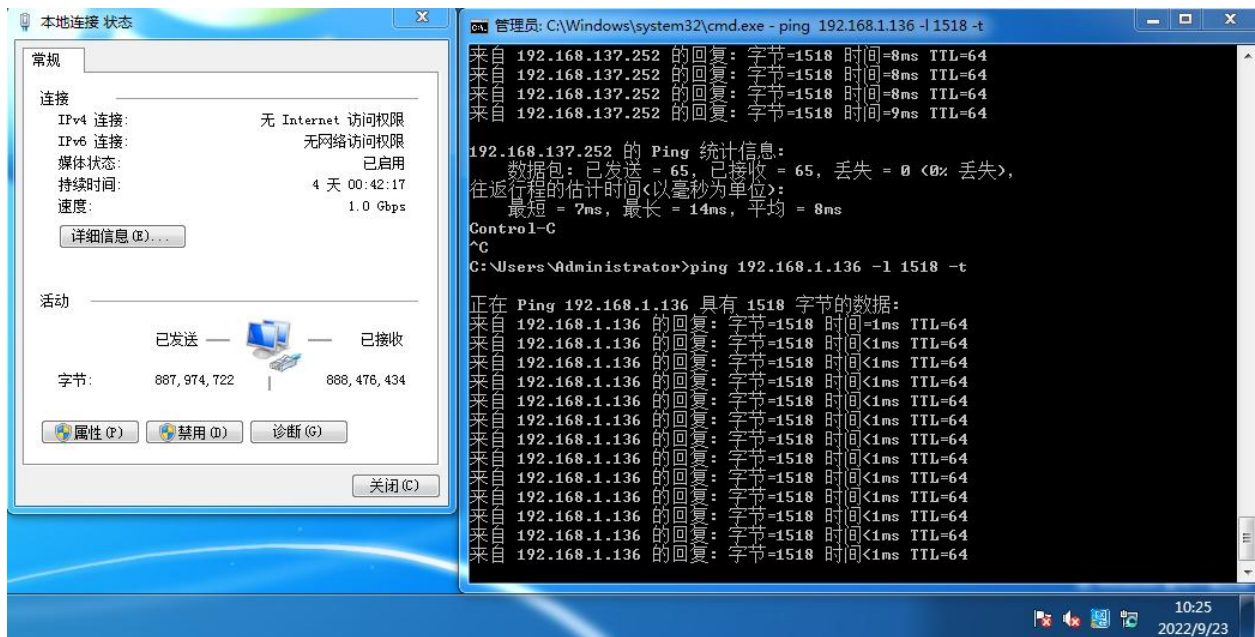 本地连接 状态
常规
连接
IPv4 连接: 无 Internet 访问权限
IPv6 连接: 无网络访问权限
媒体状态: 已启用
持续时间: 4 天 00:42:17
速度: 1.0 Gbps
详细信息(E)...
活动
已发送 — — 已接收
字节: 887,974,722 888,476,434
属性(P) 禁用(D) 诊断(G)
关闭(C)
管理员: C:\Windows\system32\cmd.exe - ping 192.168.1.136 -l 1518 -t
来自 192.168.137.252 的回复: 字节=1518 时间=8ms TTL=64
来自 192.168.137.252 的回复: 字节=1518 时间=8ms TTL=64
来自 192.168.137.252 的回复: 字节=1518 时间=8ms TTL=64
来自 192.168.137.252 的回复: 字节=1518 时间=9ms TTL=64
192.168.137.252 的 Ping 统计信息:
数据包: 已发送 = 65, 已接收 = 65, 丢失 = 0 (0% 丢失),
往返行程的估计时间(以毫秒为单位):
最短 = 7ms, 最长 = 14ms, 平均 = 8ms
Control-C
^C
C:\Users\Administrator>ping 192.168.1.136 -l 1518 -t
正在 Ping 192.168.1.136 具有 1518 字节的数据:
来自 192.168.1.136 的回复: 字节=1518 时间=1ms TTL=64
来自 192.168.1.136 的回复: 字节=1518 时间<1ms TTL=64
来自 192.168.1.136 的回复: 字节=1518 时间<1ms TTL=64
来自 192.168.1.136 的回复: 字节=1518 时间<1ms TTL=64
来自 192.168.1.136 的回复: 字节=1518 时间<1ms TTL=64
来自 192.168.1.136 的回复: 字节=1518 时间<1ms TTL=64
来自 192.168.1.136 的回复: 字节=1518 时间<1ms TTL=64
来自 192.168.1.136 的回复: 字节=1518 时间<1ms TTL=64
来自 192.168.1.136 的回复: 字节=1518 时间<1ms TTL=64
来自 192.168.1.136 的回复: 字节=1518 时间<1ms TTL=64
来自 192.168.1.136 的回复: 字节=1518 时间<1ms TTL=64
来自 192.168.1.136 的回复: 字节=1518 时间<1ms TTL=64
来自 192.168.1.136 的回复: 字节=1518 时间<1ms TTL=64
10:25
2022/9/23